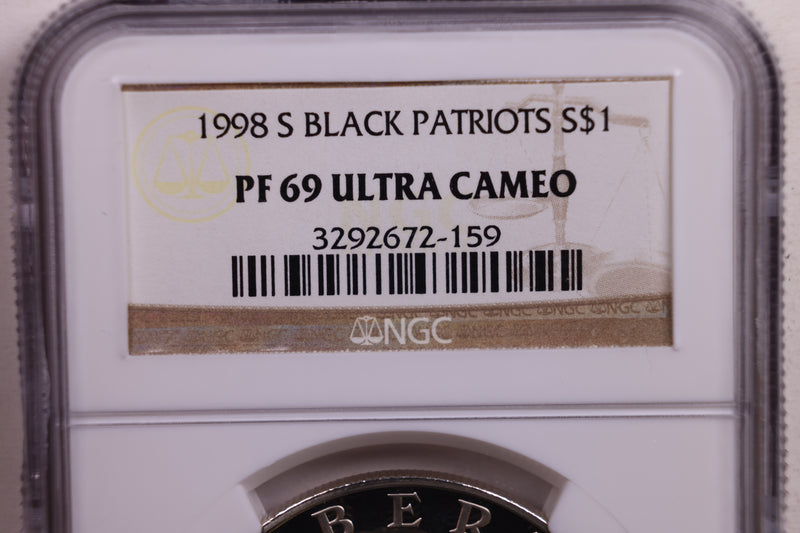 1998 S BLACK PATRIOTS S$1
PF 69 ULTRA CAMEO
3292672-159
NGC
BER